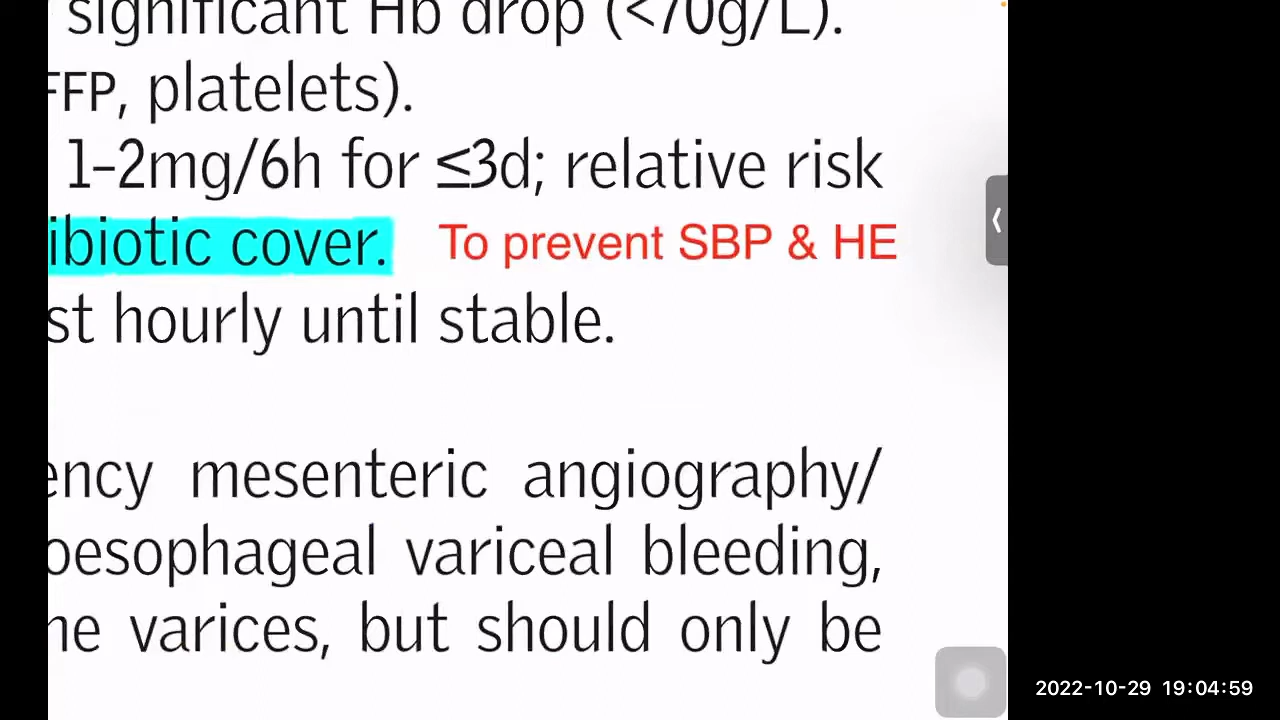 significant Hb drop (<70g/L).
FFP, platelets).
1–2mg/6h for ≤3d; relative risk
ibiotic cover. To prevent SBP & HE
st hourly until stable.
ency mesenteric angiography/
oesophageal variceal bleeding,
ne varices, but should only be
2022-10-29 19:04:59